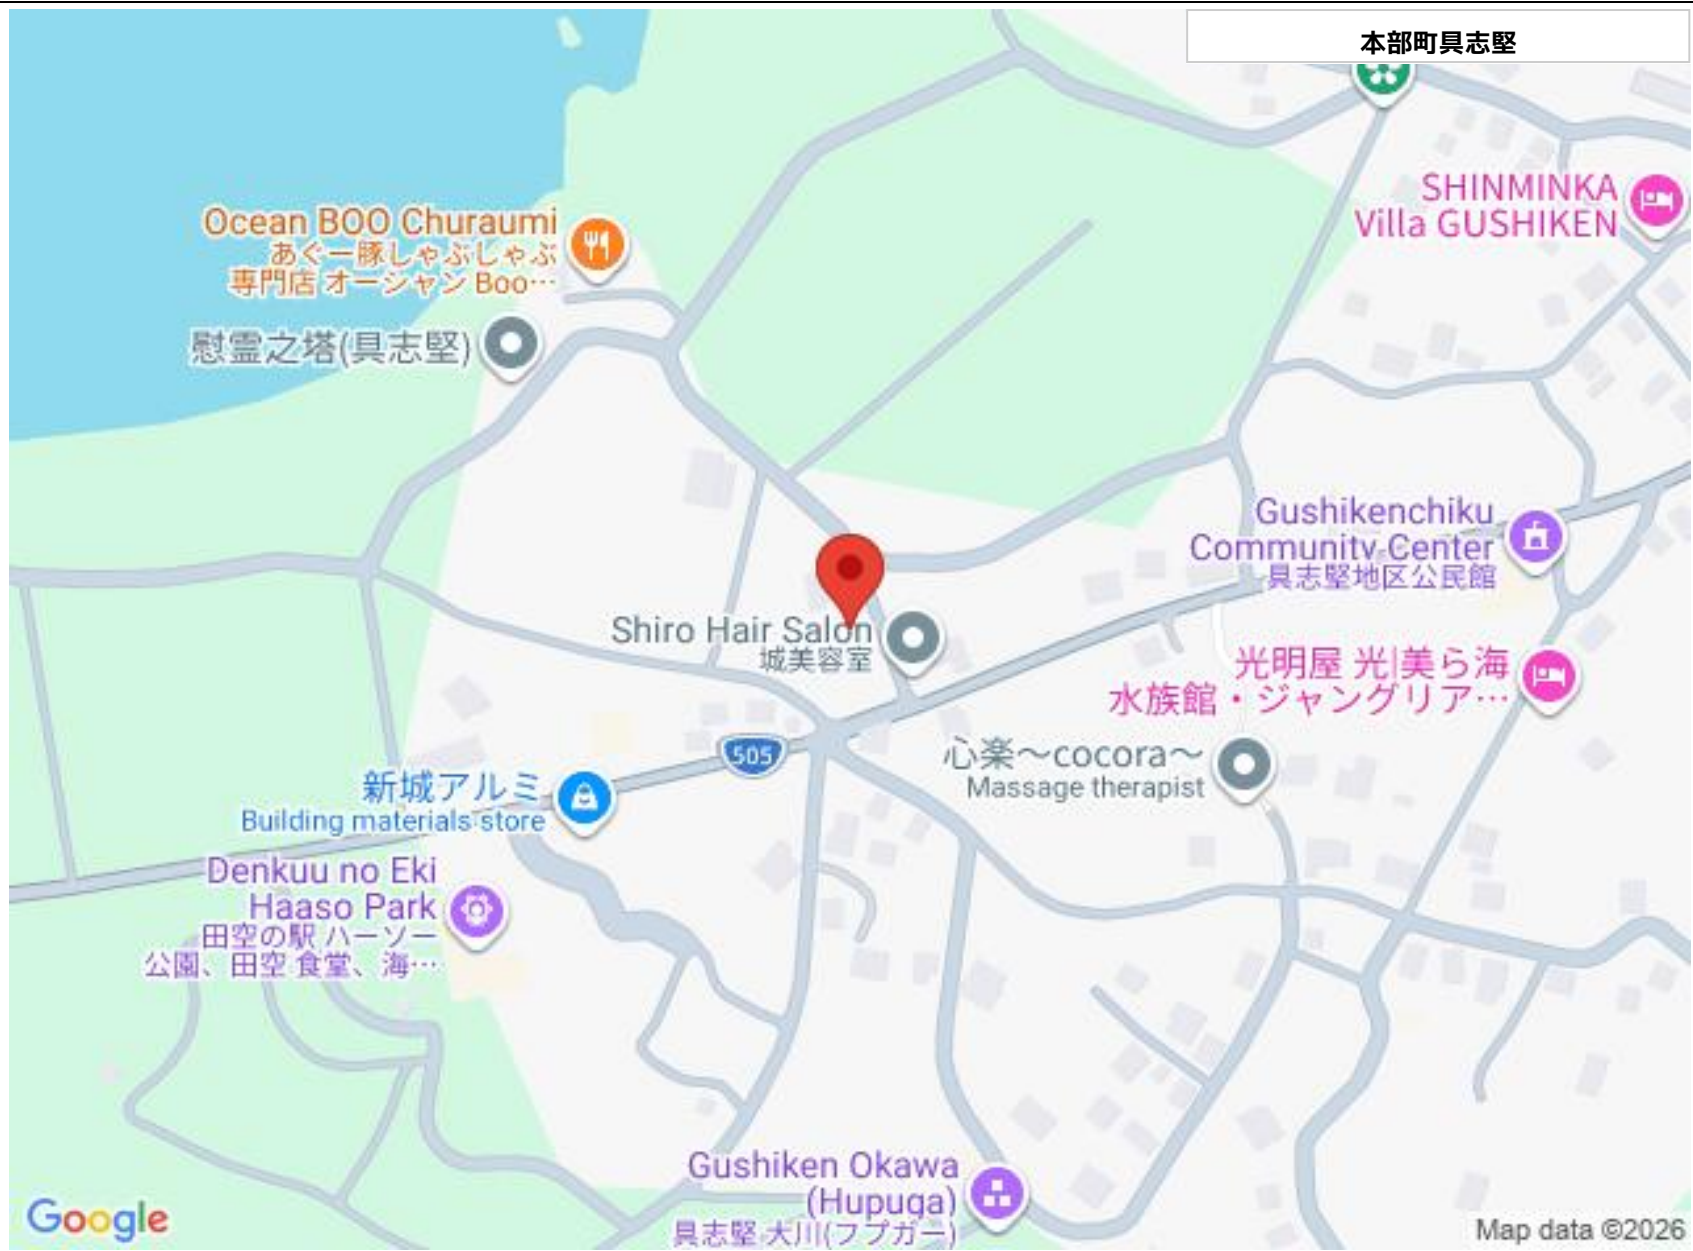 本部町具志堅
SHINMINKA
Villa GUSHIKEN
Ocean BOO Churaumi
あぐー豚しゃぶしゃぶ
専門店 オーシャン Boo…
慰霊之塔(具志堅)
Gushikenchiku
Community Center
具志堅地区公民館
Shiro Hair Salon
城美容室
光明屋 光|美ら海
水族館・ジャングリア…
505
心楽～cocora～
Massage therapist
新城アルミ
Building materials store
Denkuu no Eki
Haaso Park
田空の駅 ハーソー
公園、田空 食堂、海…
Gushiken Okawa
(Hupuga)
具志堅 大川(フプガー)
Google
Map data ©2026